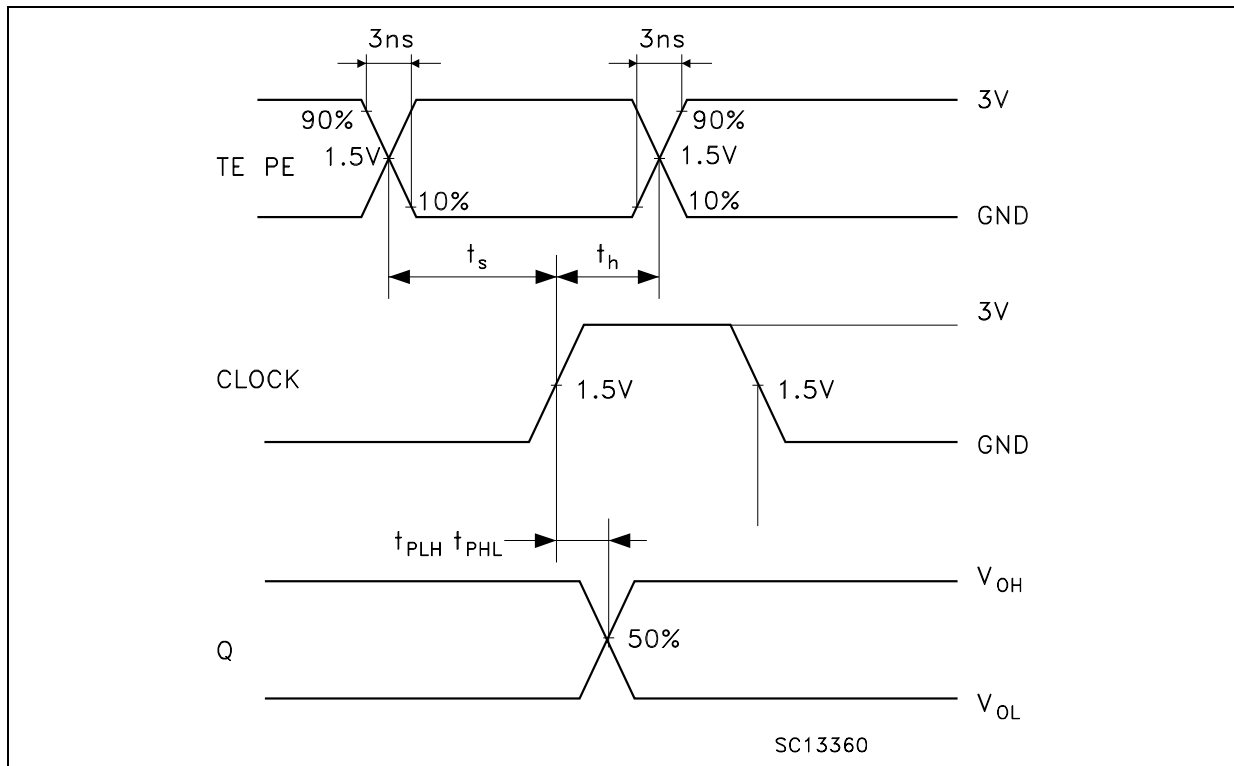 3ns 3ns
3V
90% 90%
TE PE 1.5V 1.5V
10% 10%
GND
ts th
3V
CLOCK 1.5V 1.5V
GND
tPLH tPHL
VOH
Q 50%
VOL
SC13360